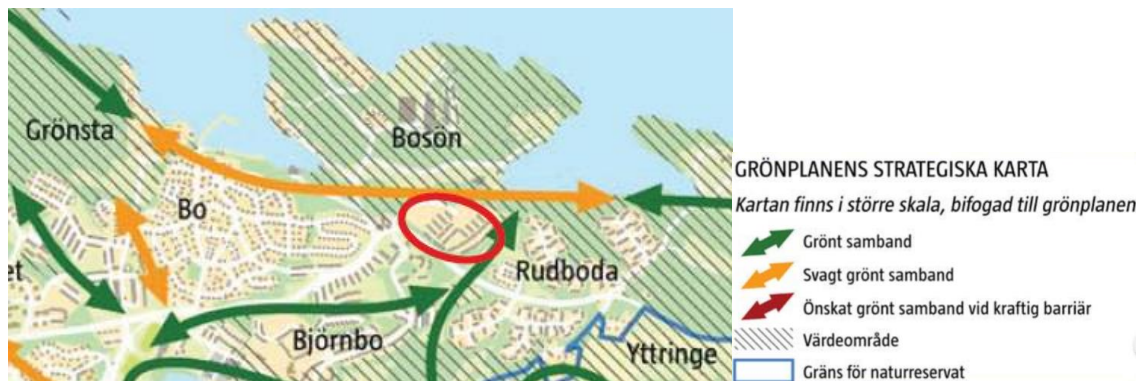 Grönsta
Bosön
Bo
et
Rudboda
Björnbo
Yttringe
GRÖNPLANENS STRATEGISKA KARTA
Kartan finns i större skala, bifogad till grönplanen
Grönt samband
Svagt grönt samband
Önskat grönt samband vid kraftig barriär
Värdeområde
Gräns för naturreservat